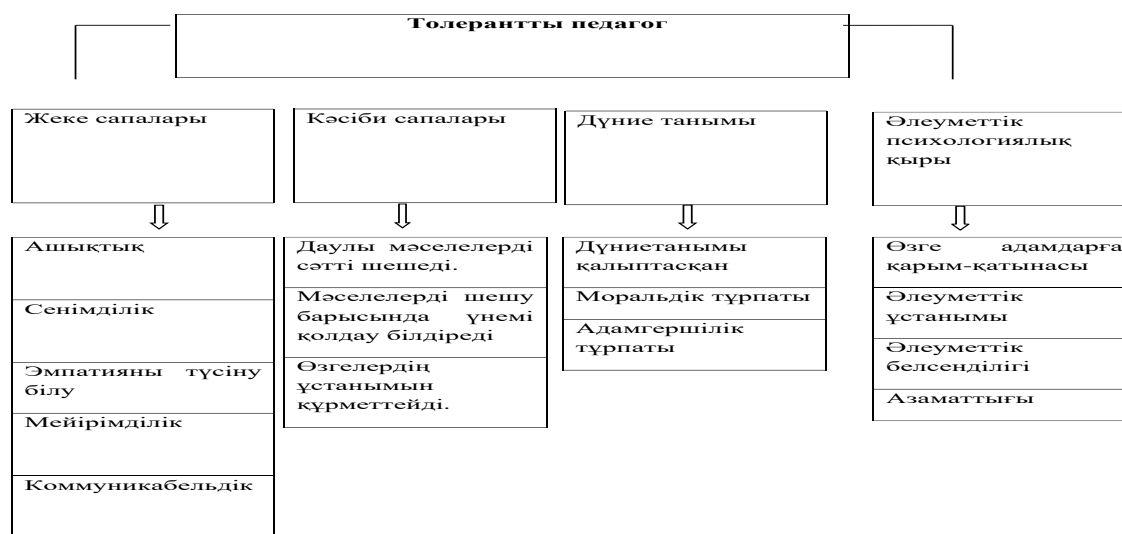 Толерантты педагог
Жеке сапалары
Кәсіби сапалары
Дүние танымы
Әлеуметтік
психологиялық
қыры
Ашықтық
Сенімділік
Эмпатияны түсіну
білу
Мейірімділік
Коммуникабельдік
Даулы мәселелерді
сәтті шешеді.
Мәселелерді шешу
барысында үнемі
қолдау білдіреді
Өзгелердің
ұстанымын
құрметтейді.
Дүниетанымы
қалыптасқан
Моральдік тұрпаты
Адамгершілік
тұрпаты
Өзге адамдарға
қарым-қатынасы
Әлеуметтік
ұстанымы
Әлеуметтік
белсенділігі
Азаматтығы